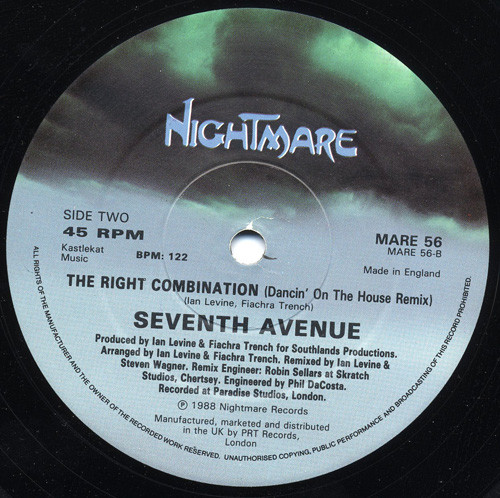 NIGHTMARE
SIDE TWO
45 RPM
Kastlekat
Music
BPM: 122
MARE 56
MARE 56-B
Made in England
THE RIGHT COMBINATION (Dancin' On The House Remix)
(Ian Levine, Fiachra Trench)
SEVENTH AVENUE
Produced by Ian Levine & Fiachra Trench for Southlands Productions.
Arranged by Ian Levine & Fiachra Trench. Remixed by Ian Levine &
Steven Wagner. Remix Engineer: Robin Sellars at Skratch
Studios, Chertsey. Engineered by Phil DaCosta.
Recorded at Paradise Studios, London.
℗ 1988 Nightmare Records
Manufactured, marketed and distributed
in the UK by PRT Records,
London
ALL RIGHTS OF THE MANUFACTURER AND THE OWNER OF THE RECORDED WORK RESERVED. UNAUTHORISED COPYING, PUBLIC PERFORMANCE AND BROADCASTING OF THIS RECORD PROHIBITED.